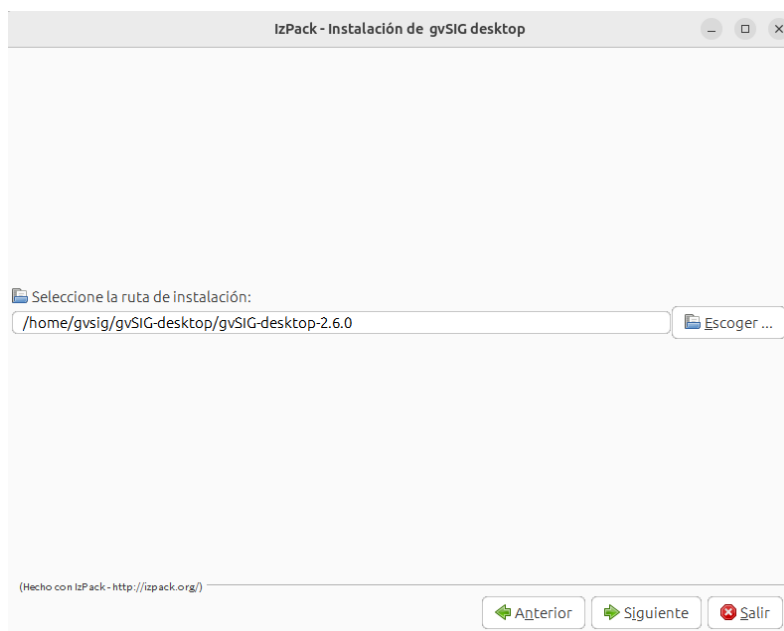 IzPack - Instalación de gvSIG desktop
Seleccione la ruta de instalación:
/home/gvsig/gvSIG-desktop/gvSIG-desktop-2.6.0
Escoger ...
(Hecho con IzPack - http://izpack.org/)
Anterior
Siguiente
Salir